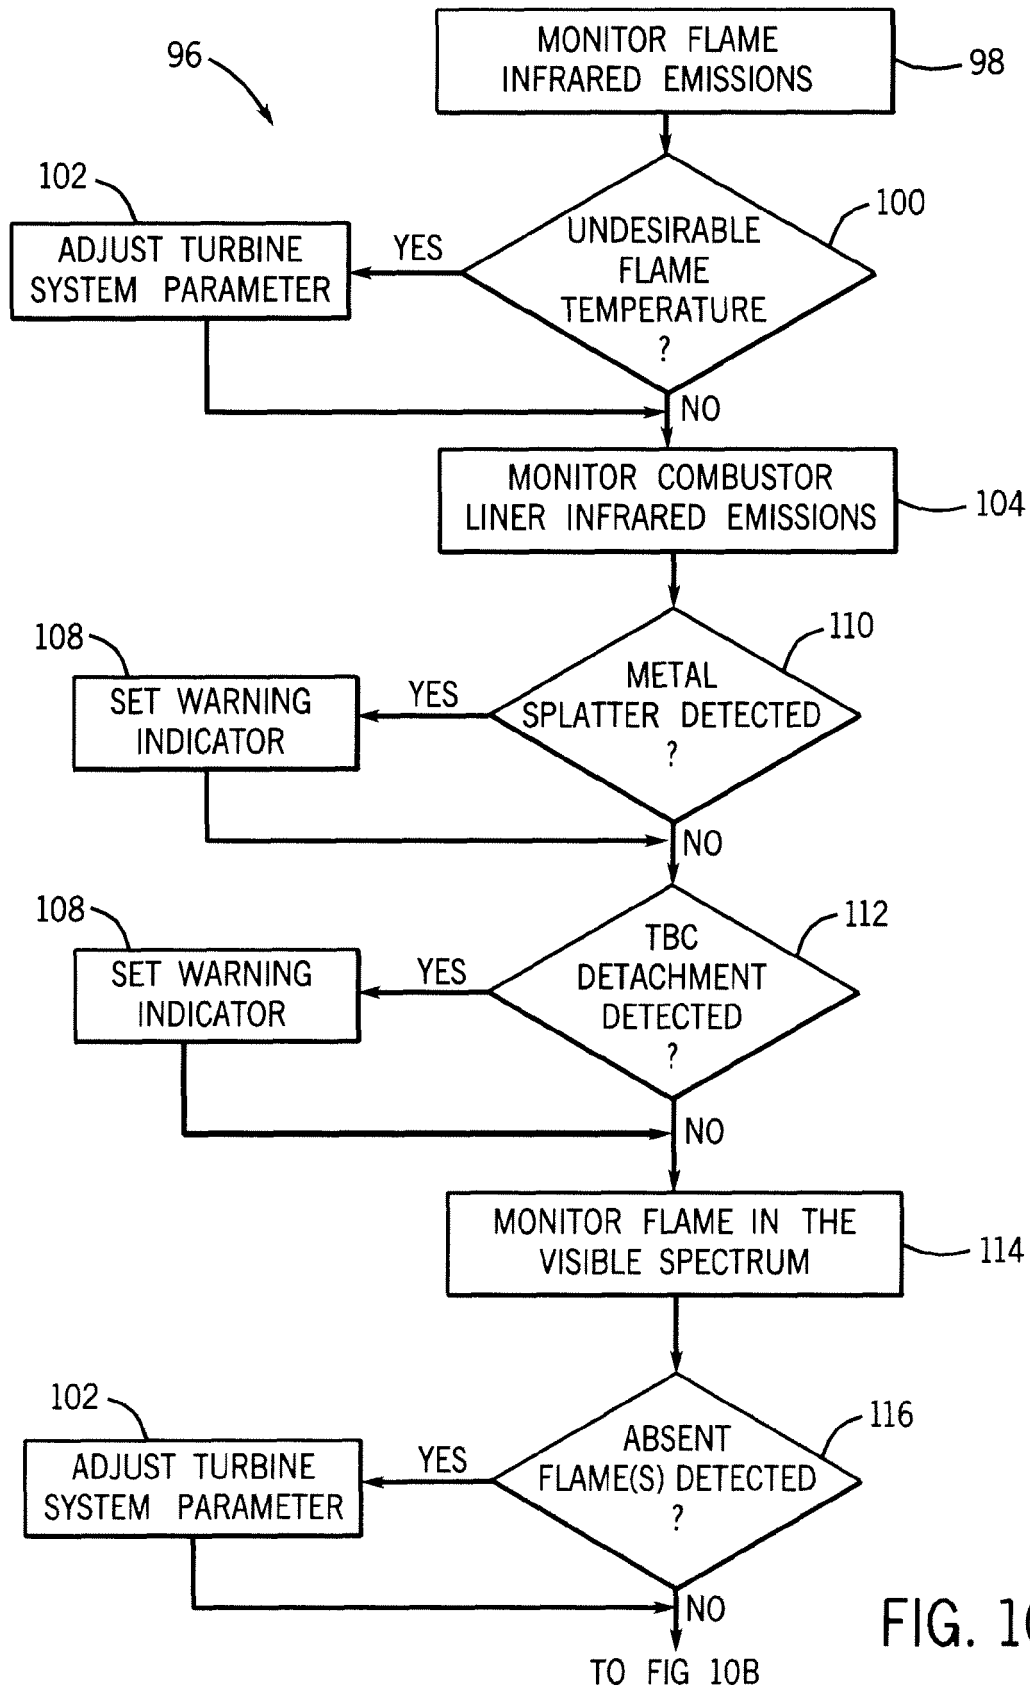 MONITOR FLAME
INFRARED EMISSIONS
98
96
102
100
ADJUST TURBINE
SYSTEM PARAMETER
YES
UNDESIRABLE
FLAME
TEMPERATURE
?
NO
MONITOR COMBUSTOR
LINER INFRARED EMISSIONS
104
108
110
SET WARNING
INDICATOR
YES
METAL
SPLATTER DETECTED
?
NO
108
112
SET WARNING
INDICATOR
YES
TBC
DETACHMENT
DETECTED
?
NO
MONITOR FLAME IN THE
VISIBLE SPECTRUM
114
102
116
ADJUST TURBINE
SYSTEM PARAMETER
YES
ABSENT
FLAME(S) DETECTED
?
NO
TO FIG 10B
FIG.